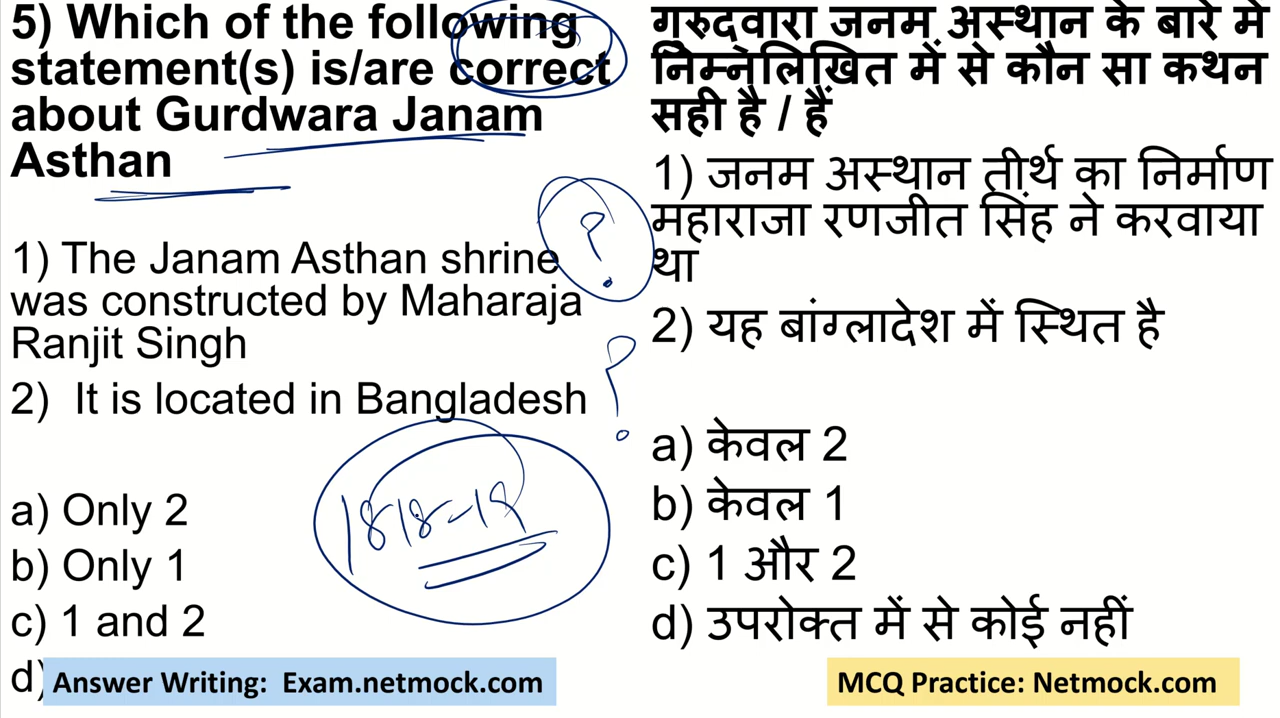 5) Which of the following
statement(s) is/are correct
about Gurdwara Janam
Asthan
1) The Janam Asthan shrine
was constructed by Maharaja
Ranjit Singh
2) It is located in Bangladesh
a) Only 2
b) Only 1
c) 1 and 2
d)
गुरुद्वारा जनम अस्थान के बारे मे
निम्नलिखित में से कौन सा कथन
सही है / हैं
1) जनम अस्थान तीर्थ का निर्माण
महाराजा रणजीत सिंह ने करवाया
था
2) यह बांग्लादेश में स्थित है
a) केवल 2
b) केवल 1
c) 1 और 2
d) उपरोक्त में से कोई नहीं
?
?
1818-19
Answer Writing: Exam.netmock.com
MCQ Practice: Netmock.com